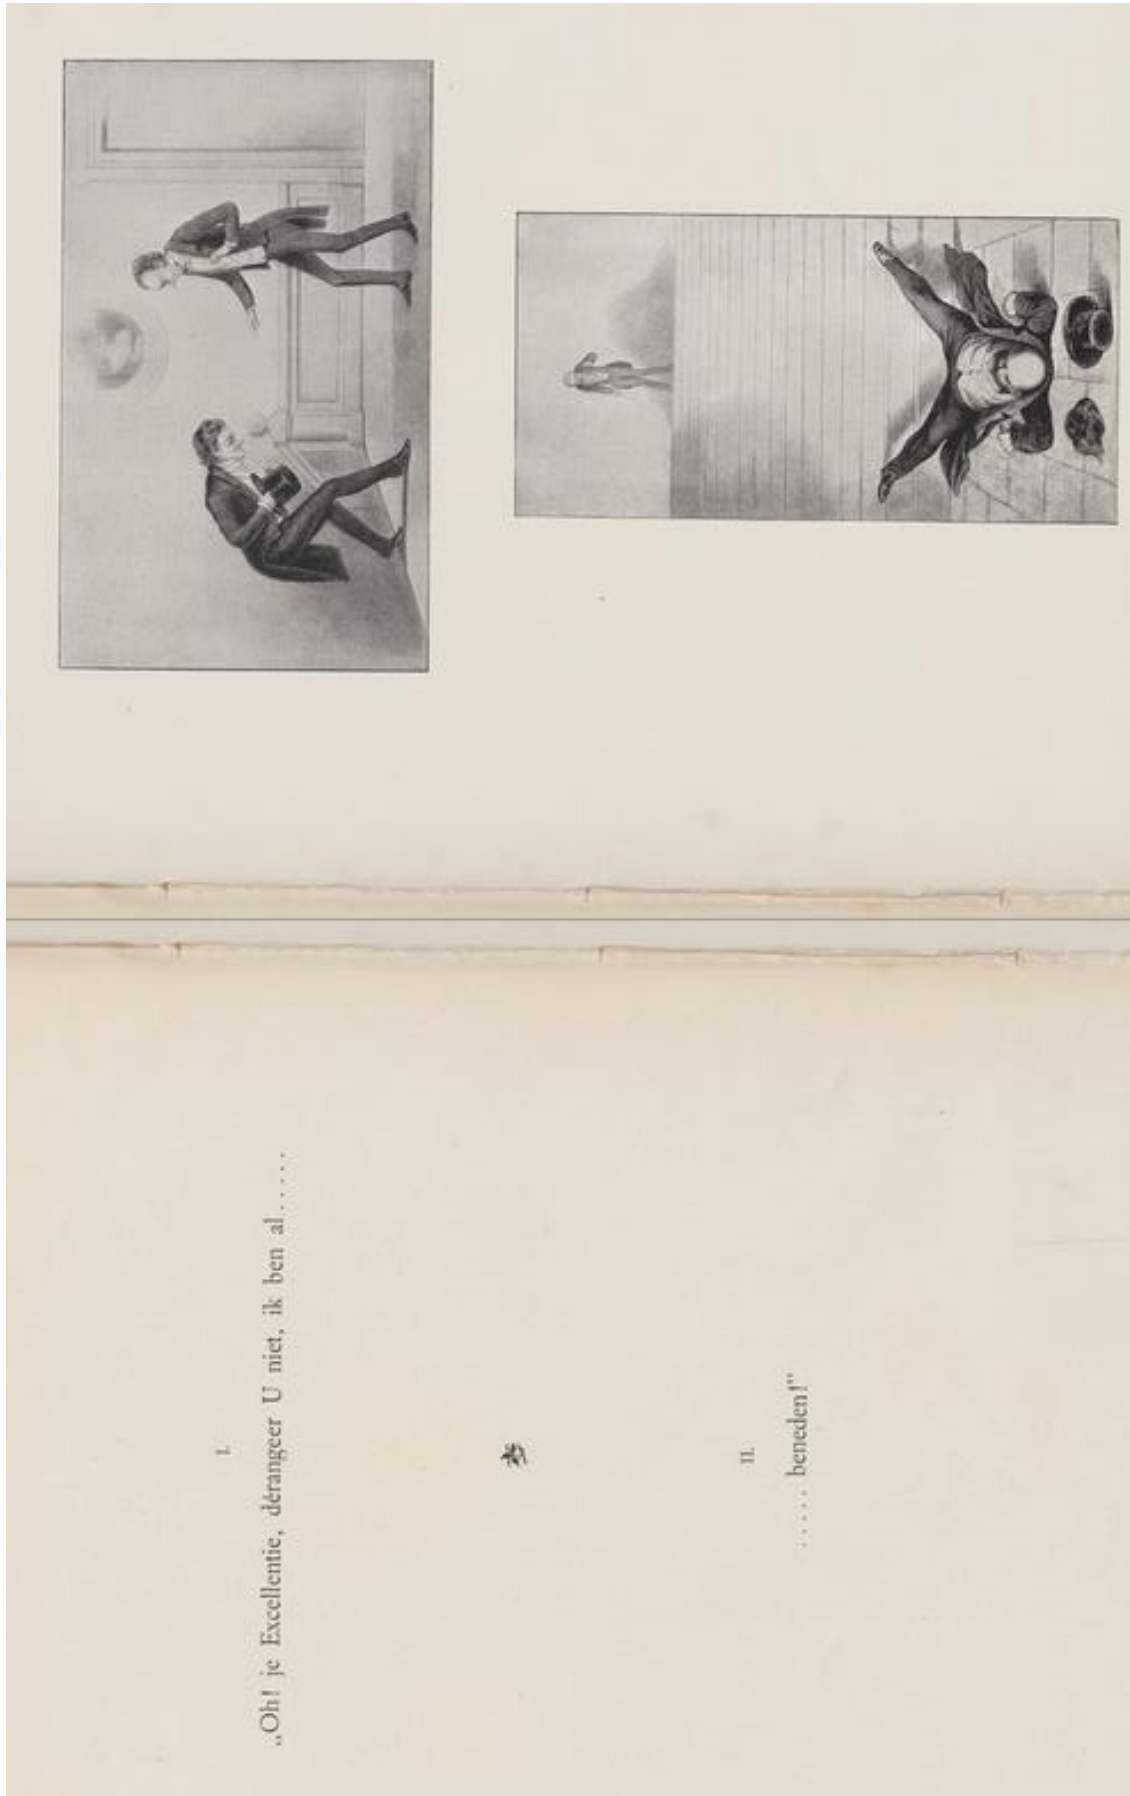 I.
„Oh! je Excellentie, dérangeer U niet, ik ben al......
II.
..... beneden!"